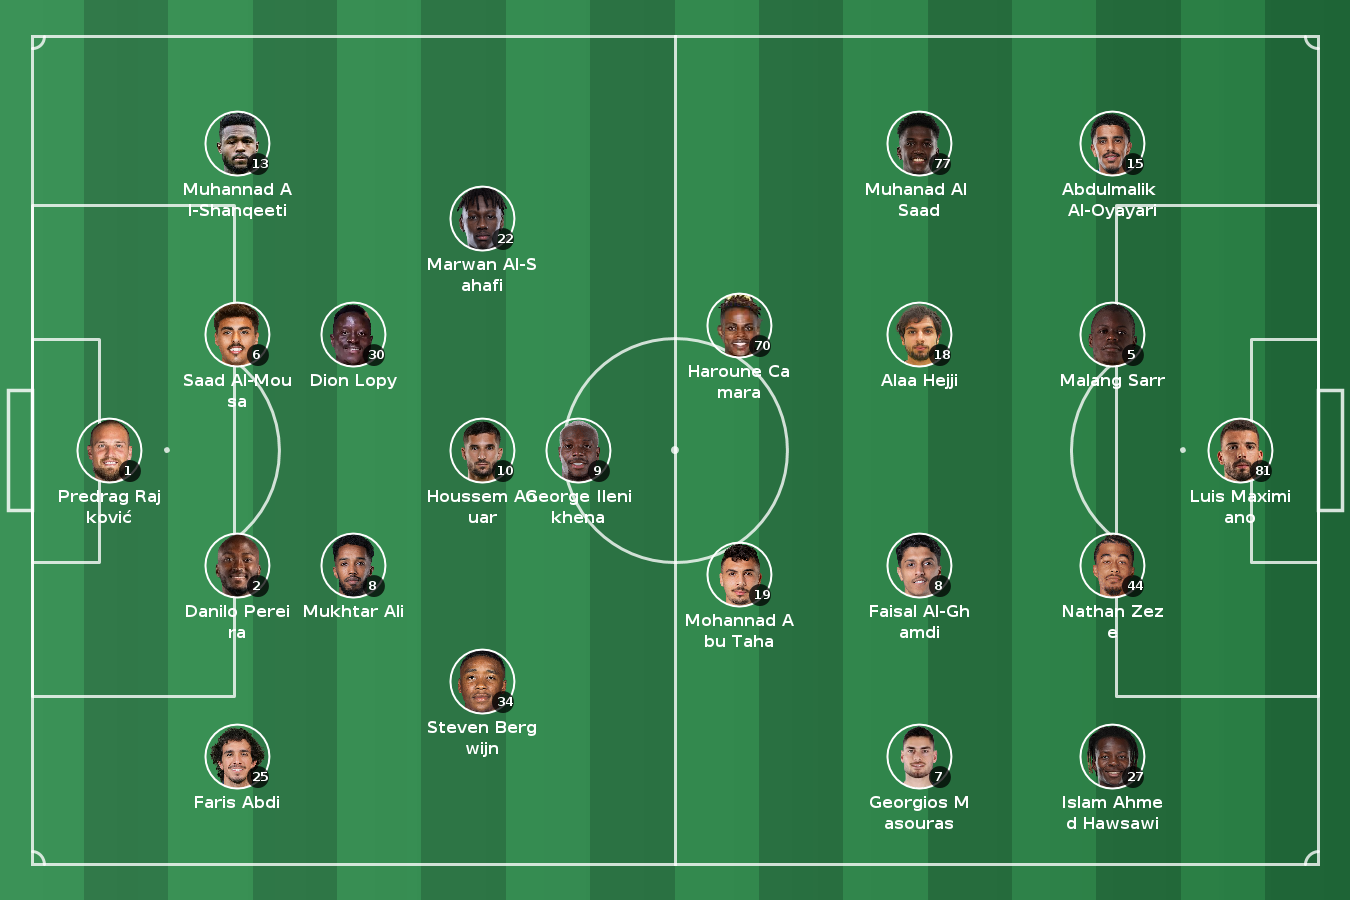 13
Muhannad A
l-Shanqeeti
22
Marwan Al-S
ahafi
6
Saad Al-Mou
sa
30
Dion Lopy
1
Predrag Raj
ković
10
Houssem Ao
uar
9
George Ileni
khena
2
Danilo Perei
ra
8
Mukhtar Ali
34
Steven Berg
wijn
25
Faris Abdi
77
Muhanad Al
Saad
15
Abdulmalik
Al-Oyayari
70
Haroune Ca
mara
18
Alaa Hejji
5
Malang Sarr
81
Luis Maximi
ano
19
Mohannad A
bu Taha
8
Faisal Al-Gh
amdi
44
Nathan Zez
e
7
Georgios M
asouras
27
Islam Ahme
d Hawsawi